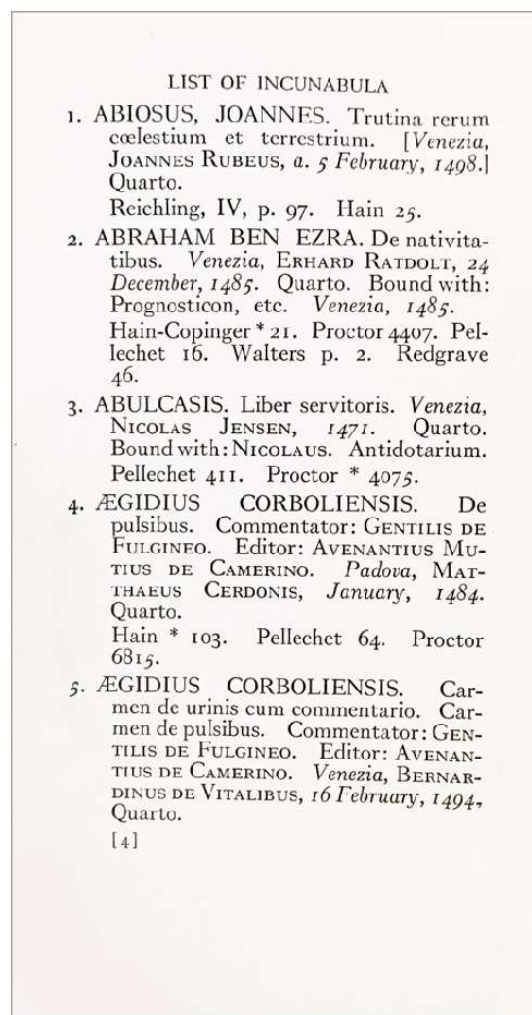 LIST OF INCUNABULA
1. ABIOSUS, JOANNES. Trutina rerum
cœlestium et terrestrium. [Venezia,
JOANNES RUBEUS, a. 5 February, 1498.]
Quarto.
Reichling, IV, p. 97. Hain 25.
2. ABRAHAM BEN EZRA. De nativita-
tibus. Venezia, ERHARD RATDOLT, 24
December, 1485. Quarto. Bound with:
Prognosticon, etc. Venezia, 1485.
Hain-Copinger * 21. Proctor 4407. Pel-
lechet 16. Walters p. 2. Redgrave
46.
3. ABULCASIS. Liber servitoris. Venezia,
NICOLAS JENSEN, 1471. Quarto.
Bound with: NICOLAUS. Antidotarium.
Pellechet 411. Proctor * 4075.
4. ÆGIDIUS CORBOLIENSIS. De
pulsibus. Commentator: GENTILIS DE
FULGINEO. Editor: AVENANTIUS MU-
TIUS DE CAMERINO. Padova, MAT-
THAEUS CERDONIS, January, 1484.
Quarto.
Hain * 103. Pellechet 64. Proctor
6815.
5. ÆGIDIUS CORBOLIENSIS. Car-
men de urinis cum commentario. Car-
men de pulsibus. Commentator: GEN-
TILIS DE FULGINEO. Editor: AVENAN-
TIUS DE CAMERINO. Venezia, BERNAR-
DINUS DE VITALIBUS, 16 February, 1494,
Quarto.
[4]